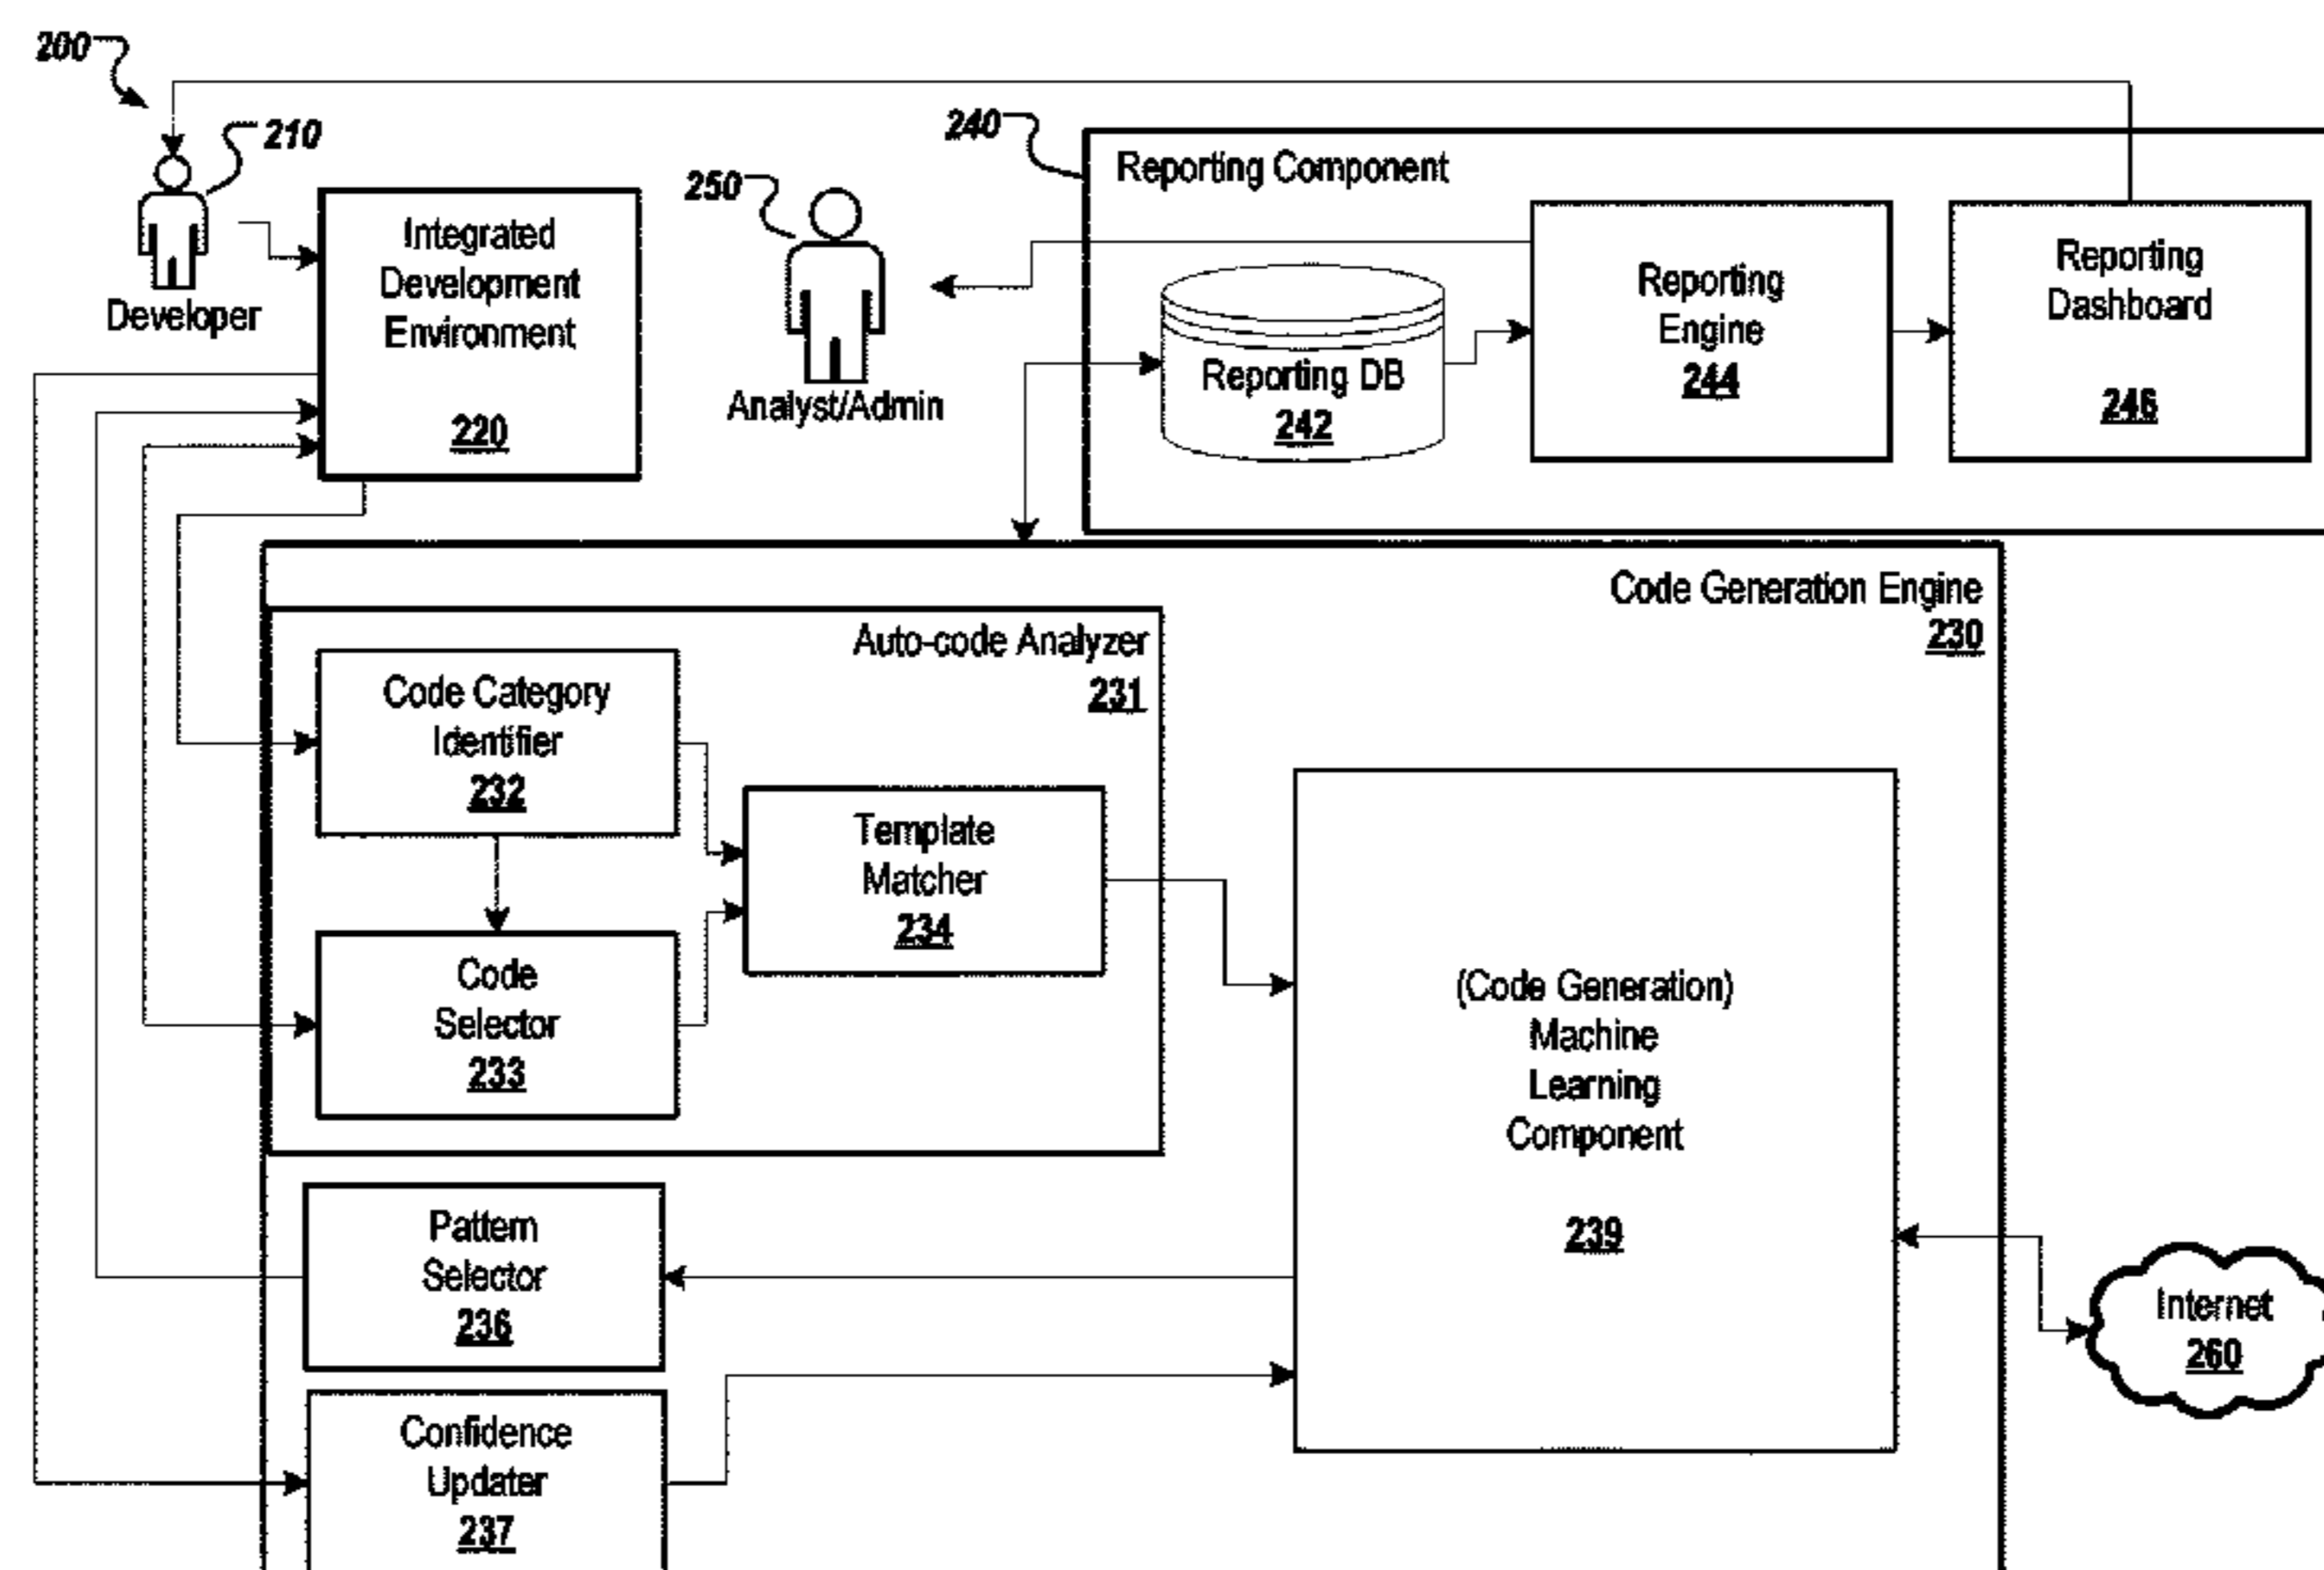 200
210
Developer
Integrated
Development
Environment
220
250
Analyst/Admin
240
Reporting Component
Reporting DB
242
Reporting
Engine
244
Reporting
Dashboard
246
Code Generation Engine
230
Auto-code Analyzer
231
Code Category
Identifier
232
Code
Selector
233
Template
Matcher
234
(Code Generation)
Machine
Learning
Component
239
Pattern
Selector
236
Confidence
Updater
237
Internet
260